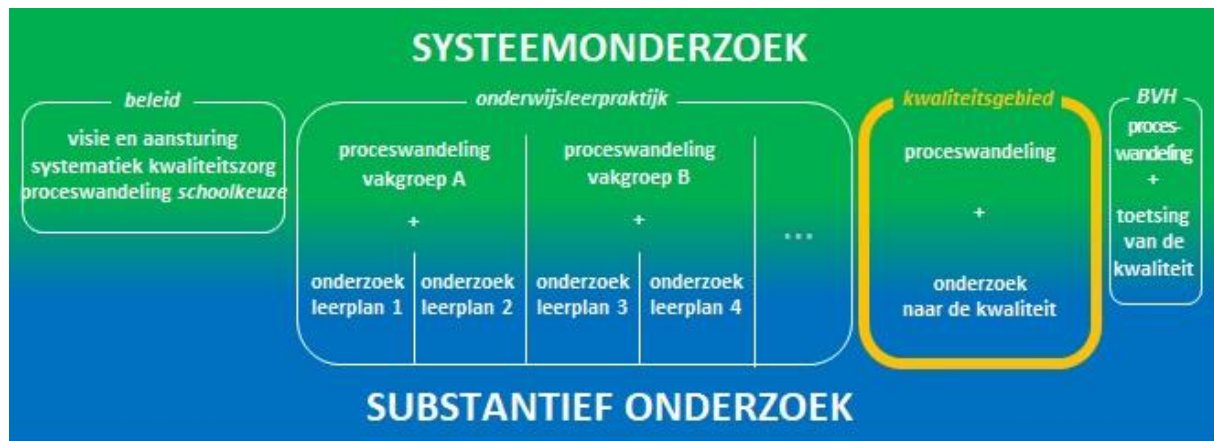 SYSTEEMONDERZOEK
beleid
visie en aansturing
systematiek kwaliteitszorg
proceswandeling schoolkeuze
onderwijsleerpraktijk
proceswandeling
vakgroep A
+
onderzoek
leerplan 1
onderzoek
leerplan 2
proceswandeling
vakgroep B
+
onderzoek
leerplan 3
onderzoek
leerplan 4
...
kwaliteitsgebied
proceswandeling
+
onderzoek
naar de kwaliteit
BVH
proces-
wandeling
+
toetsing
van de
kwaliteit
SUBSTANTIEF ONDERZOEK